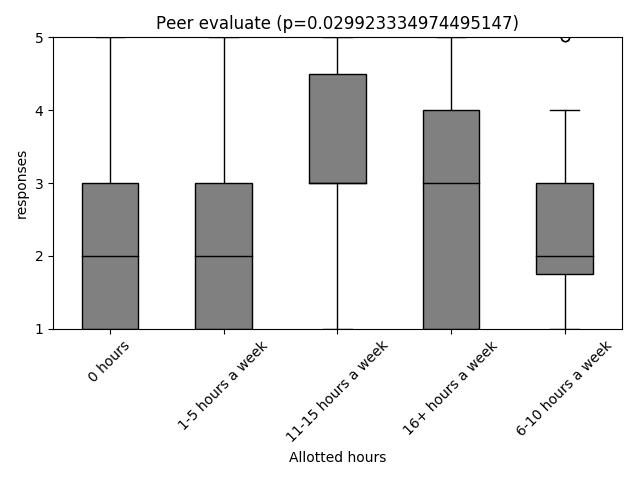 Peer evaluate (p=0.029923334974495147)
5
4
3
2
1
responses
0 hours
1-5 hours a week
11-15 hours a week
16+ hours a week
6-10 hours a week
Allotted hours